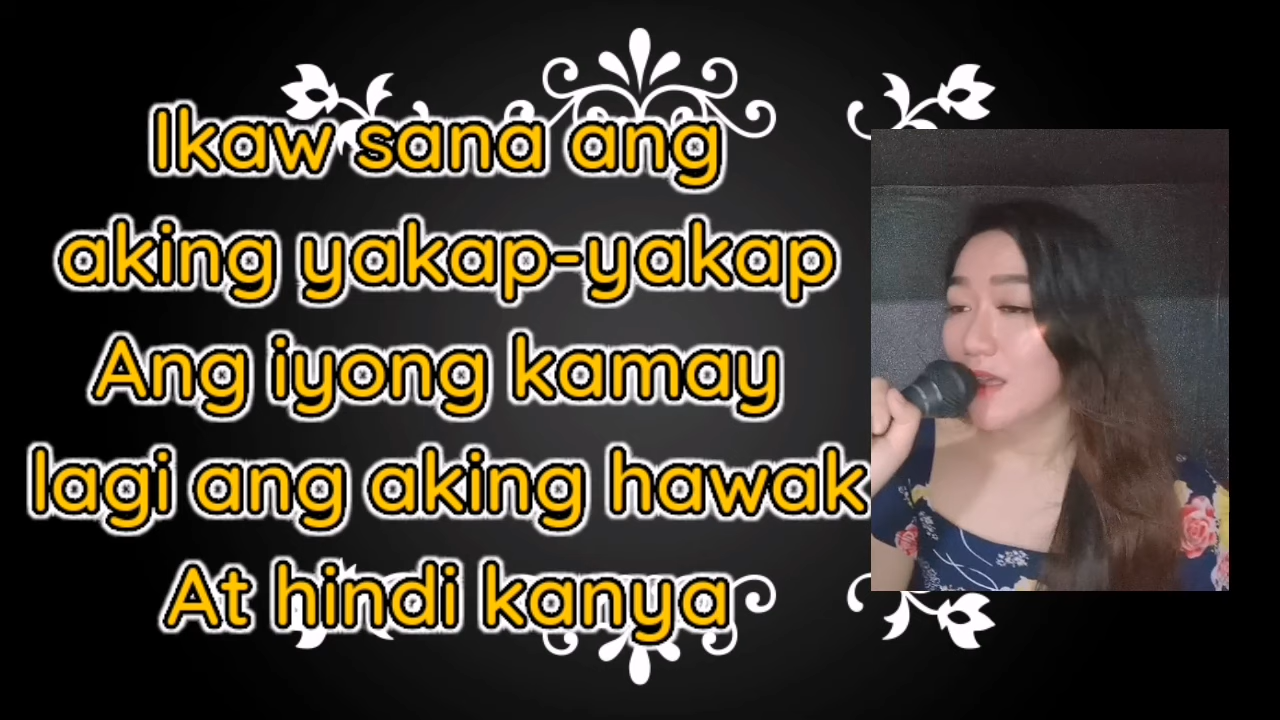 Ikaw sana ang
aking yakap-yakap
Ang iyong kamay
lagi ang aking hawak
At hindi kanya